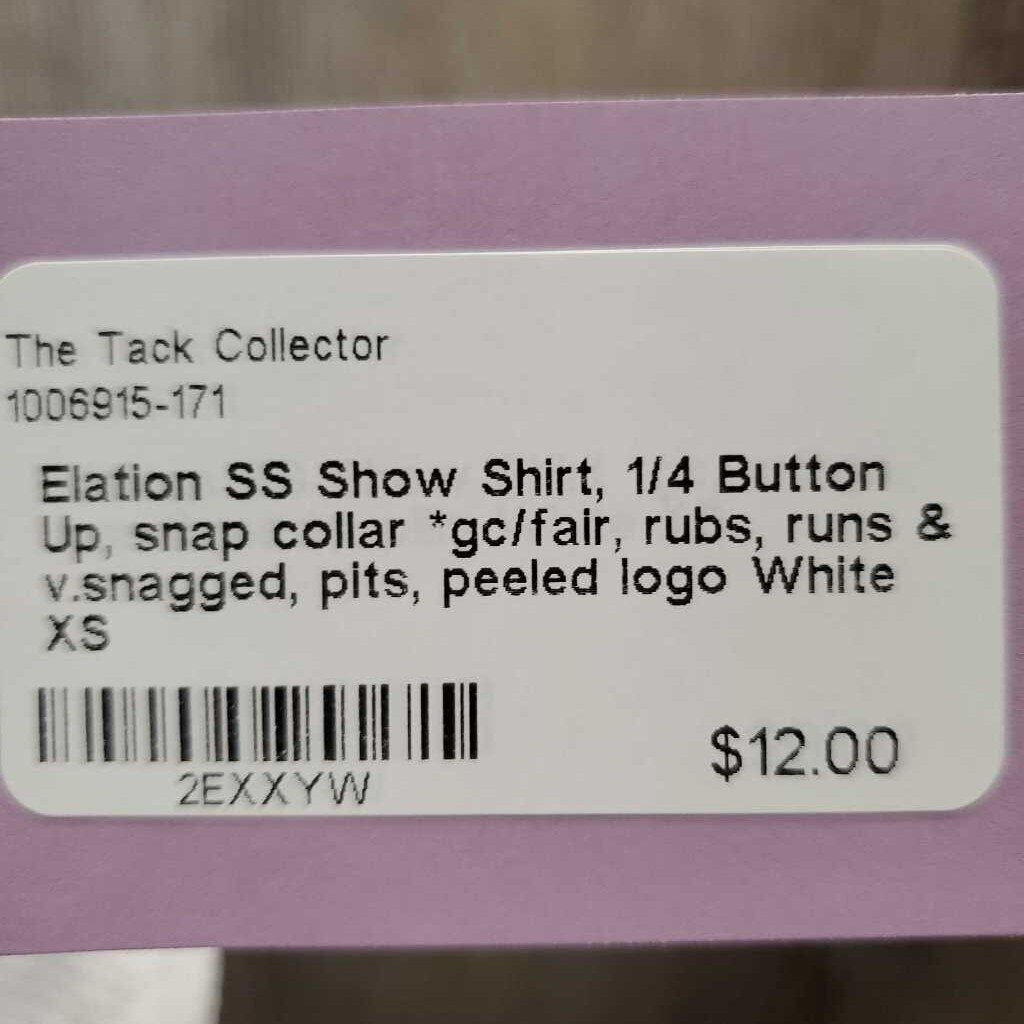 The Tack Collector
1006915-171
Elation SS Show Shirt, 1/4 Button
Up, snap collar *gc/fair, rubs, runs &
v.snagged, pits, peeled logo White
XS
2EXXYW
$12.00